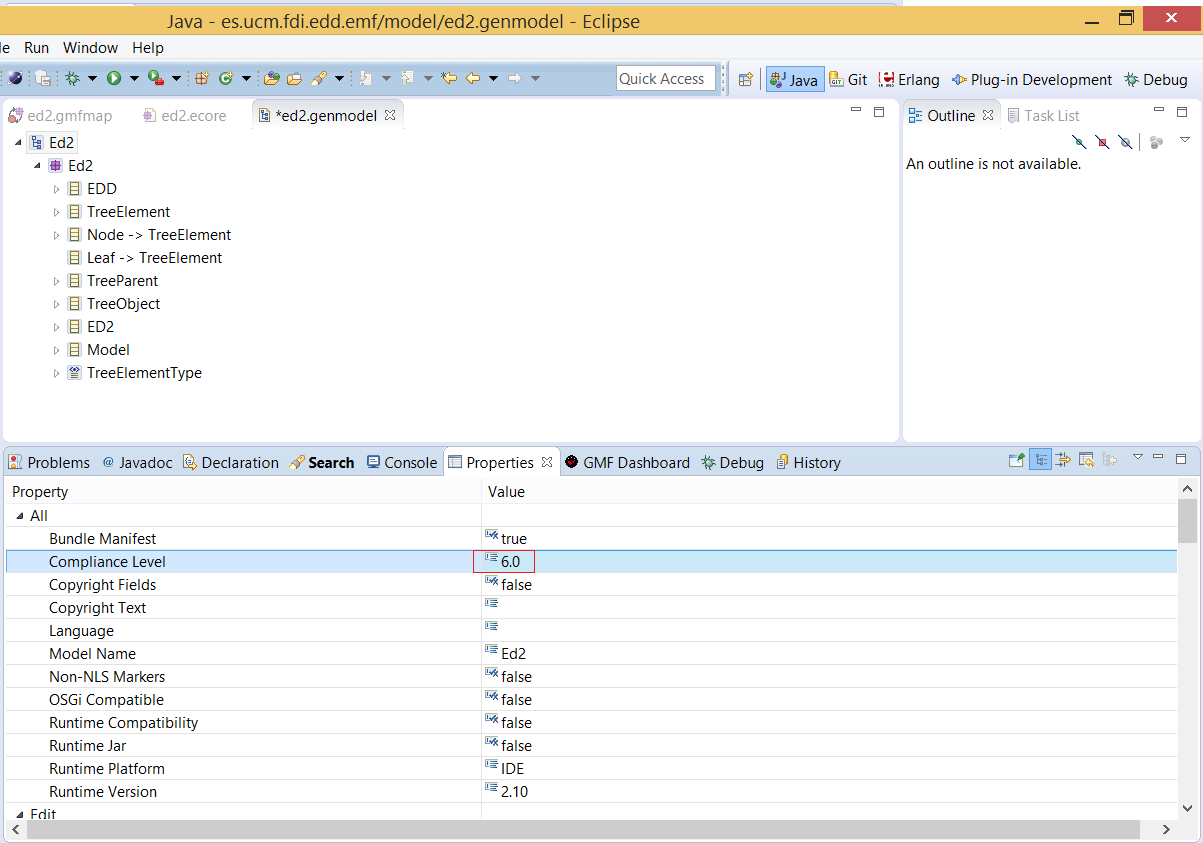 Java - es.ucm.fdi.edd.emf/model/ed2.genmodel - Eclipse
le Run Window Help
Quick Access Java Git Erlang Plug-in Development Debug
ed2.gmfmap ed2.ecore *ed2.genmodel Outline Task List
Ed2
Ed2
An outline is not available.
EDD
TreeElement
Node -> TreeElement
Leaf -> TreeElement
TreeParent
TreeObject
ED2
Model
TreeElementType
Problems @ Javadoc Declaration Search Console Properties GMF Dashboard Debug History
Property Value
All
Bundle Manifest true
Compliance Level 6.0
Copyright Fields false
Copyright Text
Language
Model Name Ed2
Non-NLS Markers false
OSGi Compatible false
Runtime Compatibility false
Runtime Jar false
Runtime Platform IDE
Runtime Version 2.10
Edit